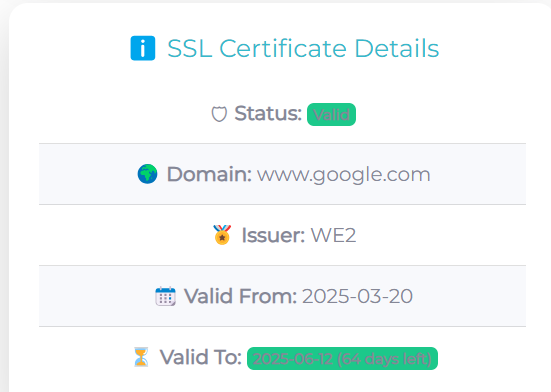 SSL Certificate Details
Status: Valid
Domain: www.google.com
Issuer: WE2
Valid From: 2025-03-20
Valid To: 2025-06-12 (64 days left)